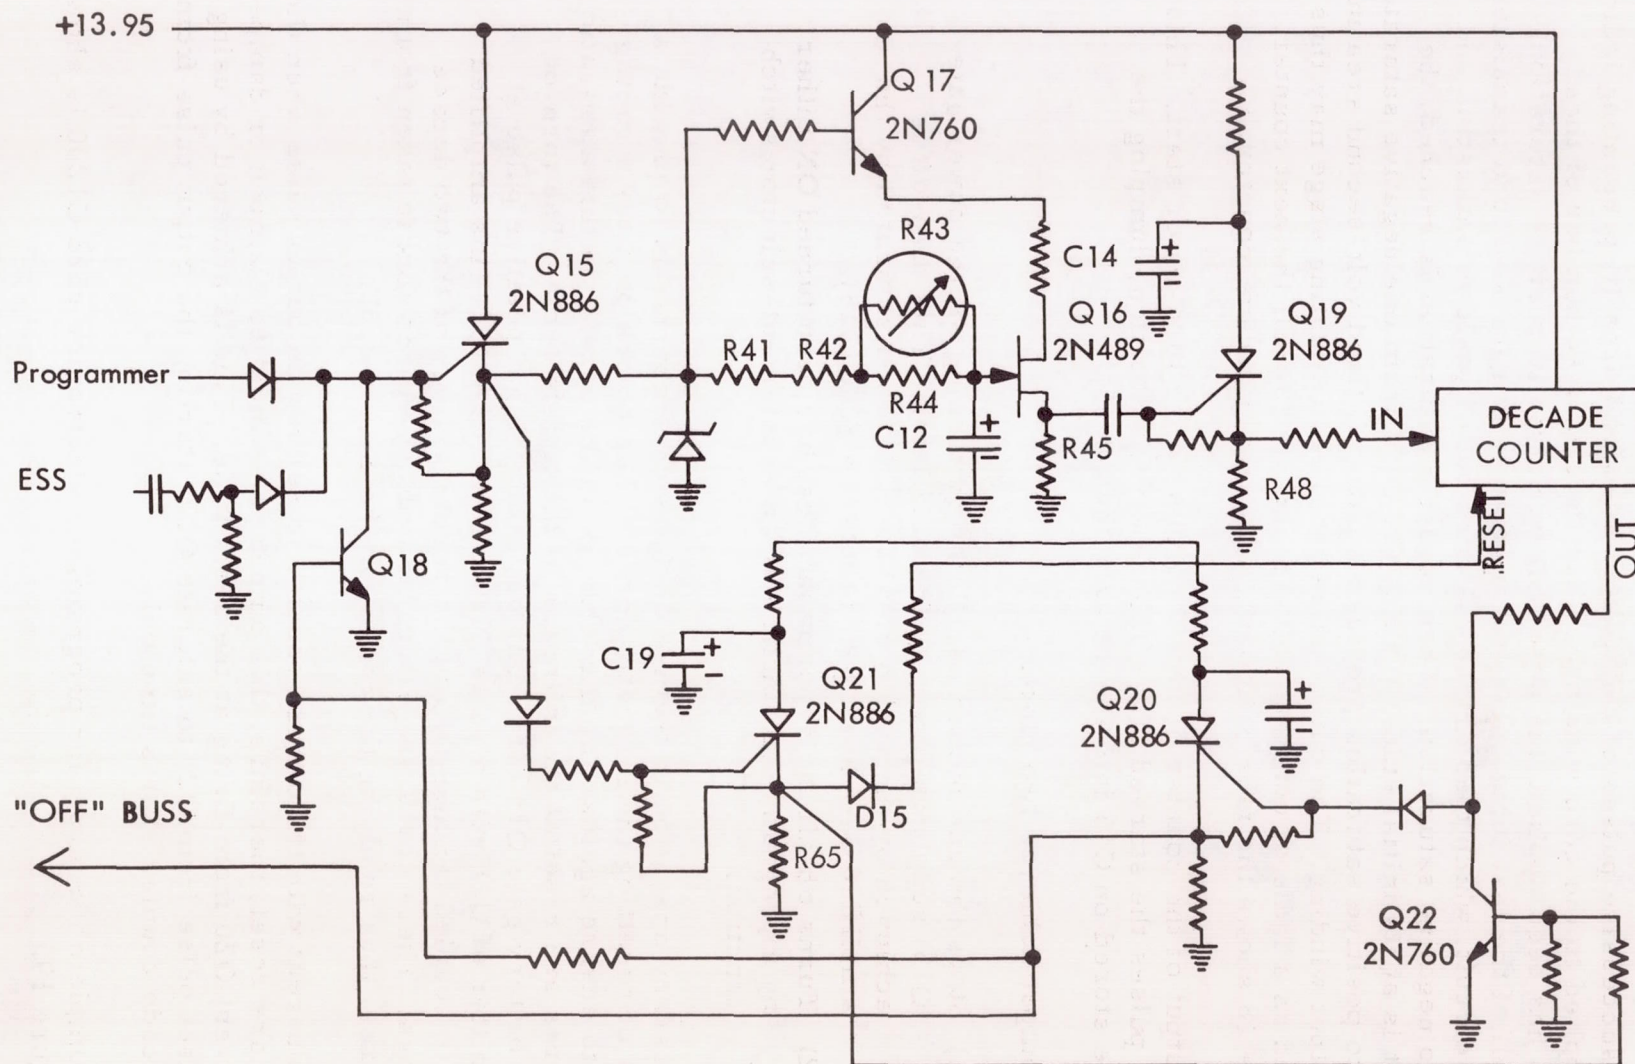 +13.95
Q 17
2N760
R43
C14
Q15
2N886
Q16
2N489
Q19
2N886
Programmer
R41
R42
R44
C12
R45
IN
DECADE
COUNTER
ESS
R48
RESET
OUT
Q18
C19
Q21
2N886
Q20
2N886
"OFF" BUSS
D15
R65
Q22
2N760